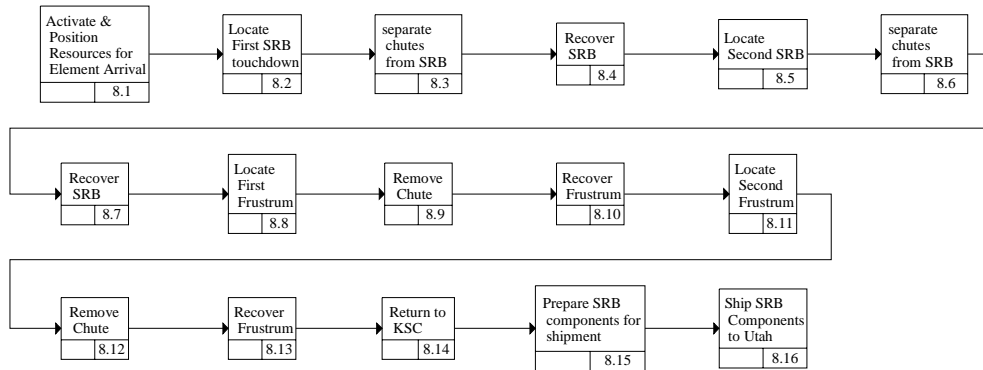 Activate &
Position
Resources for
Element Arrival
8.1
Locate
First SRB
touchdown
8.2
separate
chutes
from SRB
8.3
Recover
SRB
8.4
Locate
Second SRB
8.5
separate
chutes
from SRB
8.6
Recover
SRB
8.7
Locate
First
Frustrum
8.8
Remove
Chute
8.9
Recover
Frustrum
8.10
Locate
Second
Frustrum
8.11
Remove
Chute
8.12
Recover
Frustrum
8.13
Return to
KSC
8.14
Prepare SRB
components for
shipment
8.15
Ship SRB
Components
to Utah
8.16